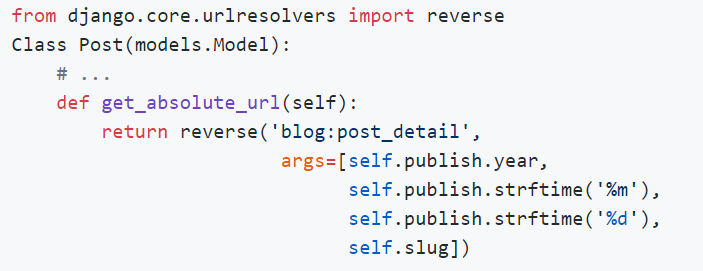 from django.core.urlresolvers import reverse
Class Post(models.Model):
    # ...
    def get_absolute_url(self):
        return reverse('blog:post_detail',
                       args=[self.publish.year,
                             self.publish.strftime('%m'),
                             self.publish.strftime('%d'),
                             self.slug])